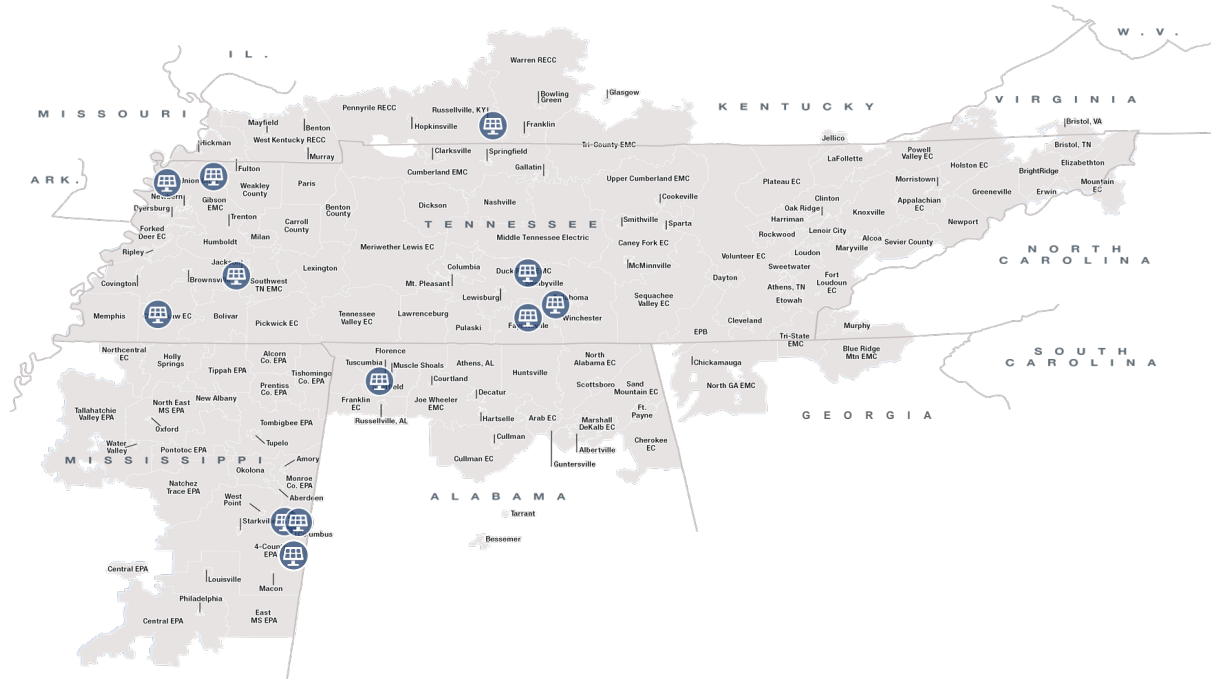 W. V.
IL.
Warren RECC
Glasgow
Bowling
Green
KENTUCKY
VIRGINIA
MISSOURI
Pennyrile RECC
Russellville, KY
Mayfield
Benton
Hopkinsville
Franklin
Bristol, VA
West Kentucky RECC
Jellico
Hickman
Tri-County EMC
Bristol, TN
Murray
Clarksville
Springfield
LaFollette
Powell
Valley EC
Holston EC
Elizabethton
Fulton
Cumberland EMC
Gallatin
BrightRidge
ARK.
Union
Weakly
County
Paris
Upper Cumberland EMC
Plateau EC
Morristown
Greeneville
Erwin
Mountain
EC
Gibson
EMC
Cookeville
Clinton
Appalachian
EC
Dyersburg
Benton
County
Dickson
Nashville
Oak Ridge
Knoxville
Trenton
Carroll
County
TENNESSEE
Smithville
Sparta
Harriman
Newport
Forked
Deer EC
Humboldt
Milan
Middle Tennessee Electric
Caney Fork EC
Rockwood
Lenoir City
Alcoa
Sevier County
Maryville
NORTH
CAROLINA
Ripley
Meriwether Lewis EC
Volunteer EC
Loudon
Lexington
Columbia
McMinnville
Sweetwater
Covington
Southwest
TN EMC
Mt. Pleasant
Dayton
Athens, TN
Fort
Loudoun
EC
Lewisburg
Sequachee
Valley EC
Etowah
Memphis
Bolivar
Pickwick EC
Tennessee
Valley EC
Lawrenceburg
Pulaski
Winchester
Cleveland
EPB
Tri-State
EMC
Murphy
Blue Ridge
Mtn EMC
SOUTH
CAROLINA
Northcentral
EC
Holly
Springs
Alcorn
Co. EPA
Florence
Tuscumbia
Muscle Shoals
Athens, AL
North
Alabama EC
Chickamauga
Tippah EPA
Tishomingo
Co. EPA
Courtland
Huntsville
Scottsboro
Sand
Mountain EC
North GA EMC
Prentiss
Co. EPA
New Albany
Franklin
EC
Joe Wheeler
EMC
Decatur
Tallahatchie
Valley EPA
North East
MS EPA
Ft.
Payne
GEORGIA
Oxford
Tombigbee EPA
Russellville, AL
Hartselle
Arab EC
Marshall
DeKalb EC
Water
Valley
Pontotoc EPA
Tupelo
Cullman
Albertville
Cherokee
EC
MISSISSIPPI
Amory
Cullman EC
Guntersville
Okolona
Natchez
Trace EPA
Monroe
Co. EPA
West
Point
Aberdeen
ALABAMA
Tarrant
Bessemer
EPA
Central EPA
Louisville
Macon
Philadelphia
Central EPA
East
MS EPA